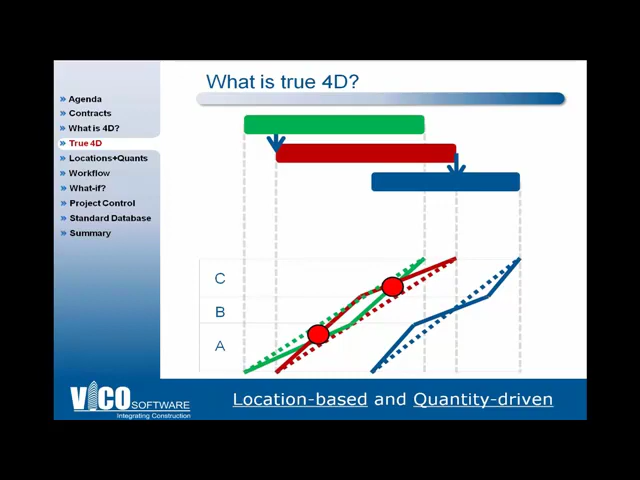 What is true 4D?
Agenda
Contracts
What is 4D?
True 4D
Locations+Quants
Workflow
What-if?
Project Control
Standard Database
Summary
C
B
A
VICO SOFTWARE
Integrating Construction
Location-based and Quantity-driven